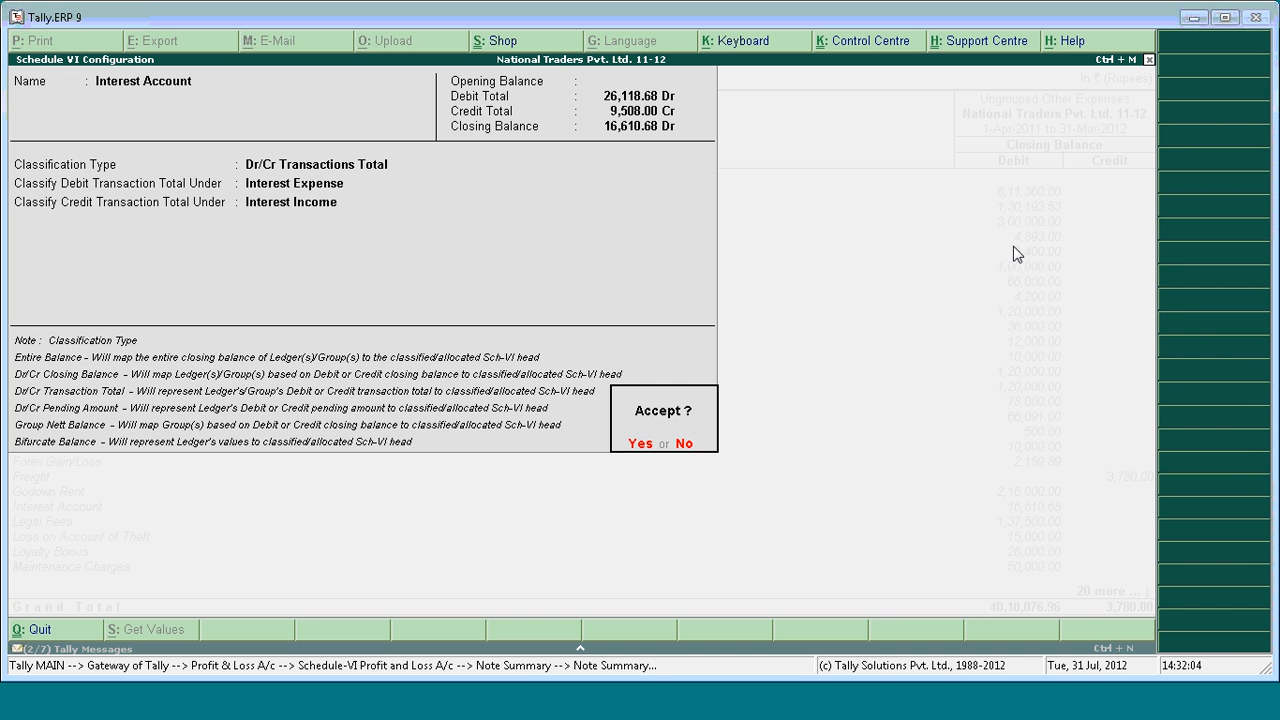 Tally.ERP 9
P: Print E: Export M: E-Mail O: Upload S: Shop G: Language K: Keyboard K: Control Centre H: Support Centre H: Help
Schedule VI Configuration National Traders Pvt. Ltd. 11-12 Ctrl + M
Name : Interest Account
Opening Balance :
Debit Total : 26,118.68 Dr
Credit Total : 9,508.00 Cr
Closing Balance : 16,610.68 Dr
In ₹ (Rupees)
Ungrouped Other Expenses
National Traders Pvt. Ltd. 11-12
1-Apr-2011 to 31-Mar-2012
Closing Balance
Debit Credit
Classification Type : Dr/Cr Transactions Total
Classify Debit Transaction Total Under : Interest Expense
Classify Credit Transaction Total Under : Interest Income
6,11,360.00
1,30,193.53
3,00,000.00
4,893.00
400.00
1,00,000.00
66,000.00
4,200.00
1,20,000.00
36,000.00
12,000.00
10,000.00
1,20,000.00
1,20,000.00
78,000.00
66,091.00
500.00
10,000.00
Note : Classification Type
Entire Balance - Will map the entire closing balance of Ledger(s)/Group(s) to the classified/allocated Sch-VI head
Dr/Cr Closing Balance - Will map Ledger(s)/Group(s) based on Debit or Credit closing balance to classified/allocated Sch-VI head
Dr/Cr Transaction Total - Will represent Ledger's/Group's Debit or Credit transaction total to classified/allocated Sch-VI head
Dr/Cr Pending Amount - Will represent Ledger's Debit or Credit pending amount to classified/allocated Sch-VI head
Group Nett Balance - Will map Group(s) based on Debit or Credit closing balance to classified/allocated Sch-VI head
Bifurcate Balance - Will represent Ledger's values to classified/allocated Sch-VI head
Accept ?
Yes or No
Forex Gain/Loss 2,159.89
Freight 3,780.00
Godown Rent 2,16,000.00
Interest Account 16,610.68
Legal Fees 1,37,500.00
Loss on Account of Theft 15,000.00
Loyalty Bonus 26,000.00
Maintenance Charges 50,000.00
20 more ... ↓
Grand Total 40,18,076.96 3,780.00
Q: Quit S: Get Values
(2/7) Tally Messages Ctrl + N
Tally MAIN --> Gateway of Tally --> Profit & Loss A/c --> Schedule-VI Profit and Loss A/c --> Note Summary --> Note Summary... (c) Tally Solutions Pvt. Ltd., 1988-2012 Tue, 31 Jul, 2012 14:32:04